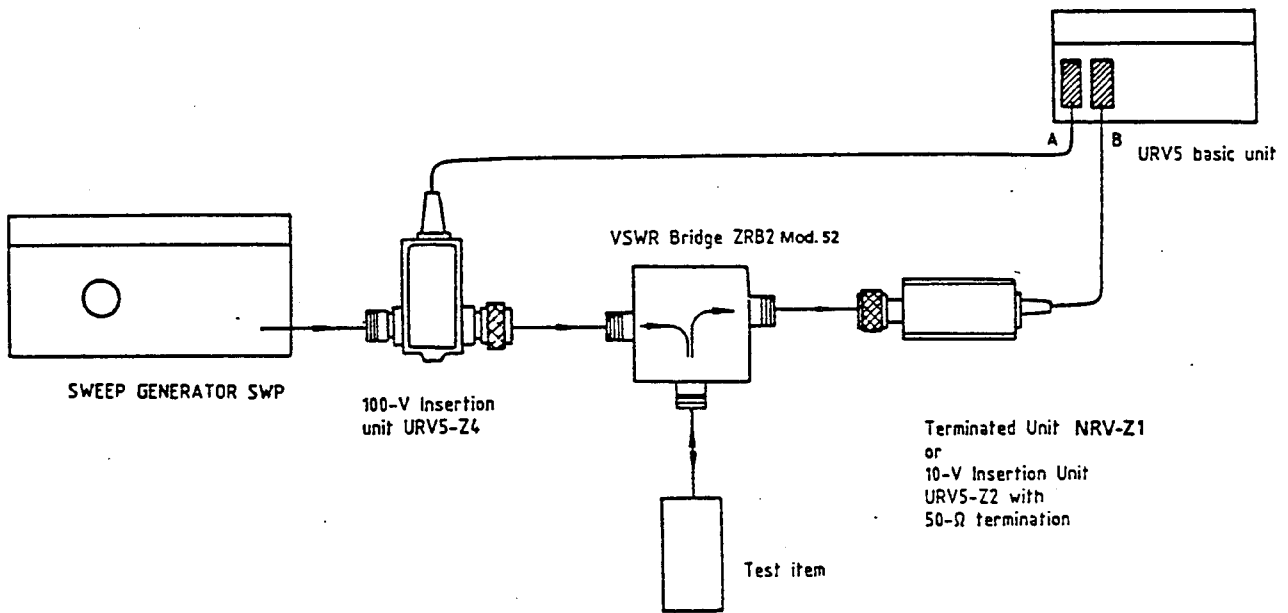 A
B
URV5 basic unit
VSWR Bridge ZRB2 Mod. 52
SWEEP GENERATOR SWP
100-V Insertion
unit URV5-Z4
Terminated Unit NRV-Z1
or
10-V Insertion Unit
URV5-Z2 with
50-Ω termination
Test item